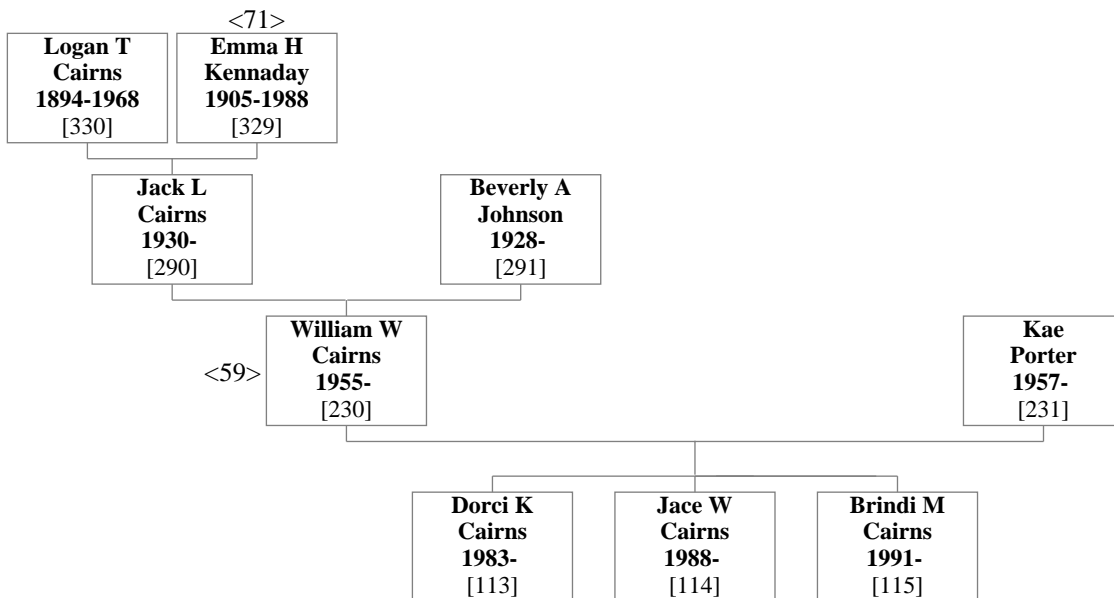 <71>
Logan T
Cairns
1894-1968
[330]
Emma H
Kennaday
1905-1988
[329]
Jack L
Cairns
1930-
[290]
Beverly A
Johnson
1928-
[291]
William W
Cairns
1955-
[230]
<59>
Kae
Porter
1957-
[231]
Dorci K
Cairns
1983-
[113]
Jace W
Cairns
1988-
[114]
Brindi M
Cairns
1991-
[115]